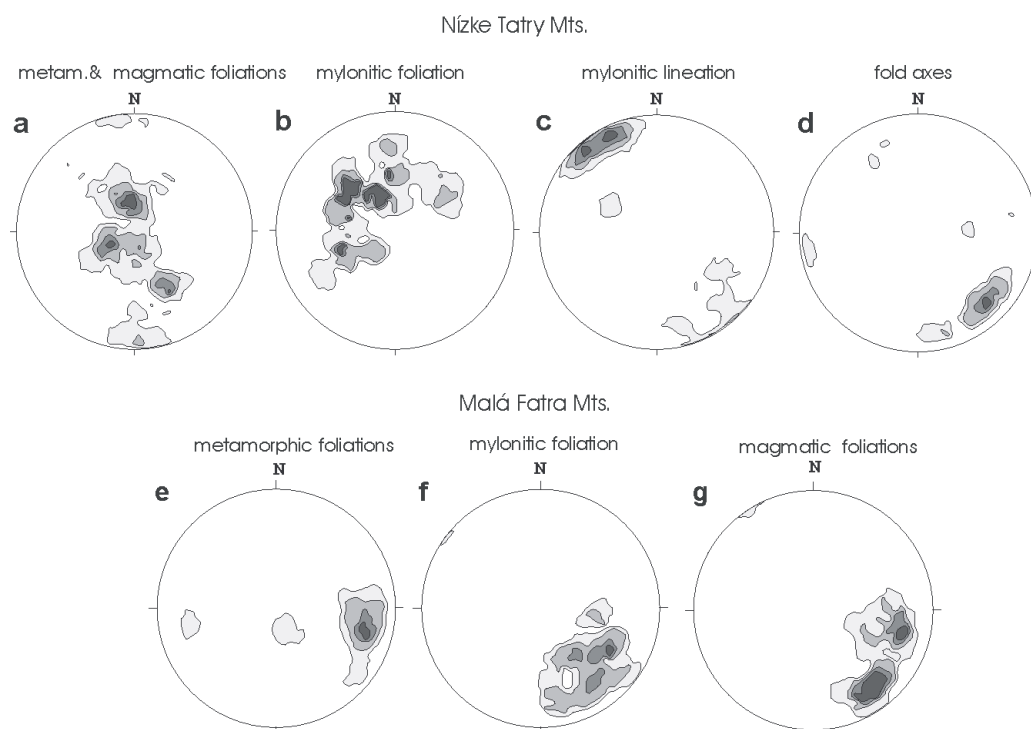 Nízke Tatry Mts.
metam.& magmatic foliations
mylonitic foliation
mylonitic lineation
fold axes
N
N
N
N
a
b
c
d
Malá Fatra Mts.
metamorphic foliations
mylonitic foliation
magmatic foliations
N
N
N
e
f
g